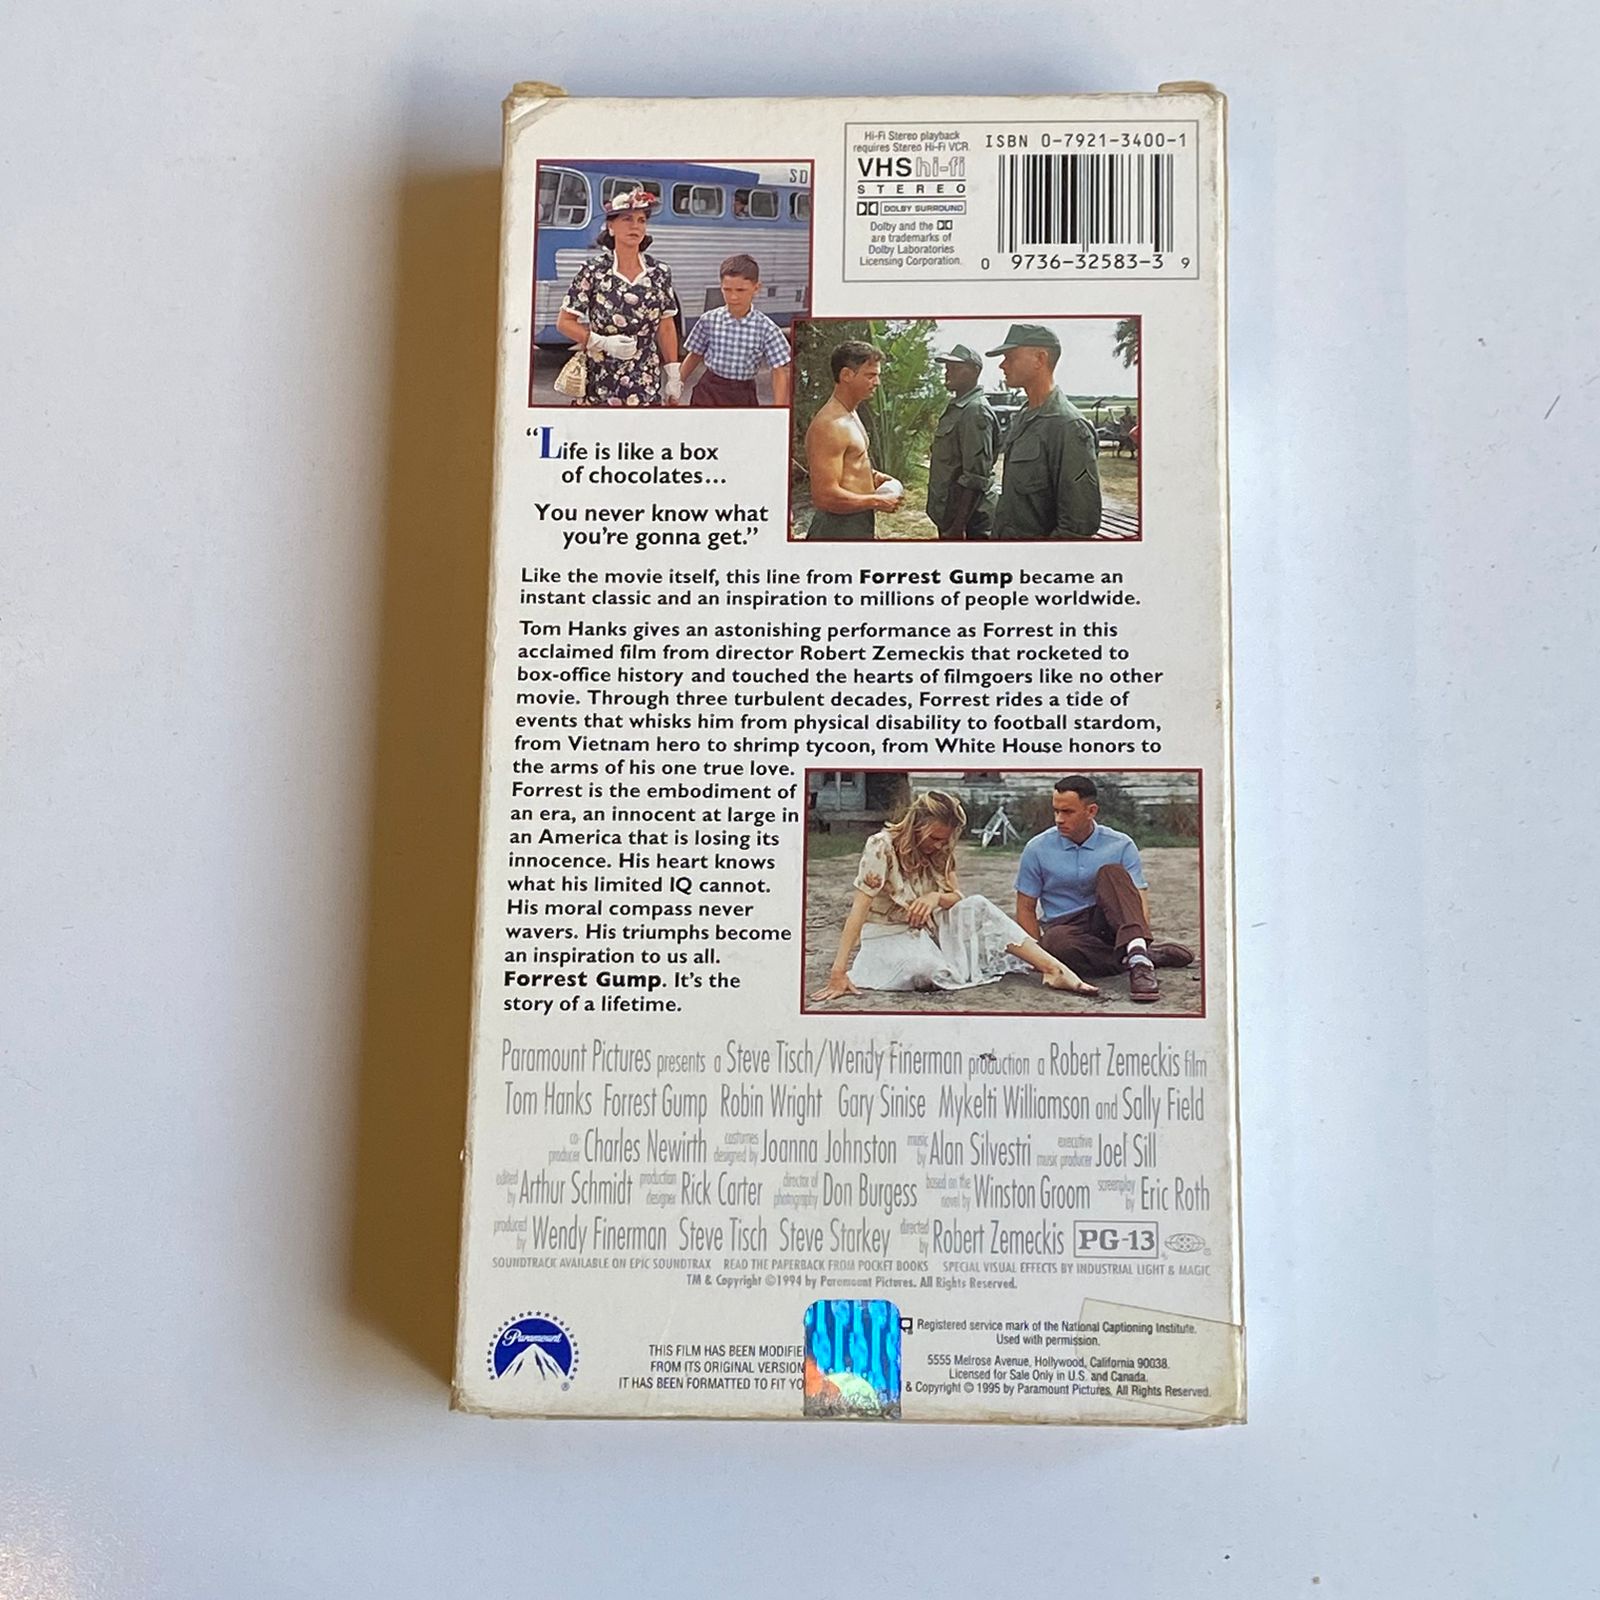 SD
Hi-Fi Stereo playback
requires Stereo Hi-Fi VCR.
VHS hi-fi
STEREO
DOLBY SURROUND
Dolby and the
are trademarks of
Dolby Laboratories
Licensing Corporation.
ISBN 0-7921-3400-1
0 9736-32583-3 9
“Life is like a box
of chocolates...
You never know what
you’re gonna get.”
Like the movie itself, this line from Forrest Gump became an
instant classic and an inspiration to millions of people worldwide.
Tom Hanks gives an astonishing performance as Forrest in this
acclaimed film from director Robert Zemeckis that rocketed to
box-office history and touched the hearts of filmgoers like no other
movie. Through three turbulent decades, Forrest rides a tide of
events that whisks him from physical disability to football stardom,
from Vietnam hero to shrimp tycoon, from White House honors to
the arms of his one true love.
Forrest is the embodiment of
an era, an innocent at large in
an America that is losing its
innocence. His heart knows
what his limited IQ cannot.
His moral compass never
wavers. His triumphs become
an inspiration to us all.
Forrest Gump. It’s the
story of a lifetime.
Paramount Pictures presents a Steve Tisch/Wendy Finerman production a Robert Zemeckis film
Tom Hanks Forrest Gump Robin Wright Gary Sinise Mykelti Williamson and Sally Field
co-producer Charles Newirth costumes designed by Joanna Johnston music by Alan Silvestri executive music producer Joel Sill
edited by Arthur Schmidt production designer Rick Carter director of photography Don Burgess based on the novel by Winston Groom screenplay by Eric Roth
produced by Wendy Finerman Steve Tisch Steve Starkey directed by Robert Zemeckis PG-13
SOUNDTRACK AVAILABLE ON EPIC SOUNDTRAX READ THE PAPERBACK FROM POCKET BOOKS SPECIAL VISUAL EFFECTS BY INDUSTRIAL LIGHT & MAGIC
TM & Copyright ©1994 by Paramount Pictures. All Rights Reserved.
Paramount
®
THIS FILM HAS BEEN MODIFIE
FROM ITS ORIGINAL VERSION
IT HAS BEEN FORMATTED TO FIT YO
Registered service mark of the National Captioning Institute.
Used with permission.
5555 Melrose Avenue, Hollywood, California 90038.
Licensed for Sale Only in U.S. and Canada.
& Copyright © 1995 by Paramount Pictures. All Rights Reserved.